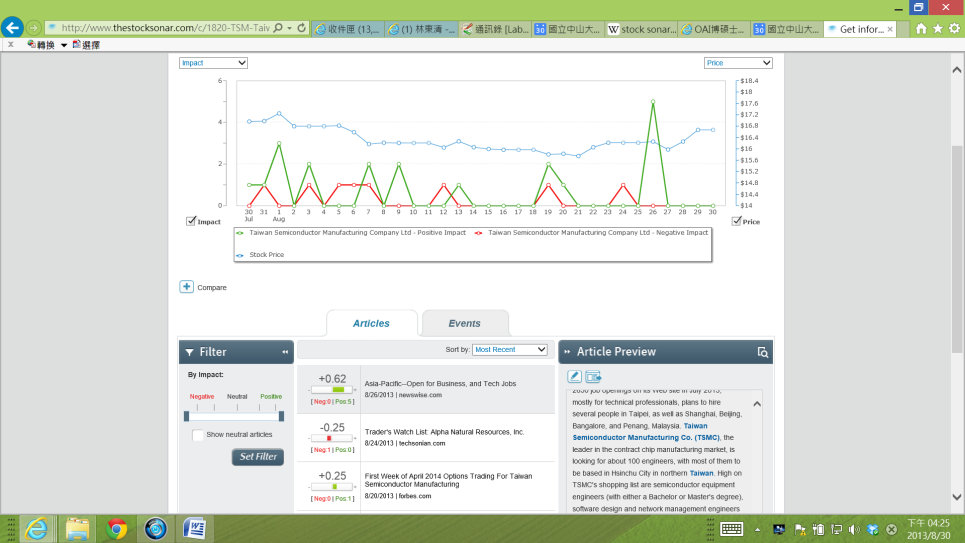 http://www.thestocksonar.com/c/1820-TSM-Taiv
收件匣 (13,...
(1) 林東清 -...
通訊錄 [Lab...
國立中山大...
stock sonar...
OAI博碩士...
國立中山大...
Get infor...
x 轉換 選擇
Impact
Price
6
4
2
0
$18.4
$18
$17.6
$17.2
$16.8
$16.4
$16
$15.6
$15.2
$14.8
$14.4
$14
30 31 1 2 3 4 5 6 7 8 9 10 11 12 13 14 15 16 17 18 19 20 21 22 23 24 25 26 27 28 29 30
Jul Aug
Impact
Price
Taiwan Semiconductor Manufacturing Company Ltd - Positive Impact
Taiwan Semiconductor Manufacturing Company Ltd - Negative Impact
Stock Price
Compare
Articles
Events
Filter
By impact:
Negative Neutral Positive
Show neutral articles
Set Filter
Sort by: Most Recent
+0.62
[ Neg:0 | Pos:5 ]
Asia-Pacific--Open for Business, and Tech Jobs
8/26/2013 | newswise.com
-0.25
[ Neg:1 | Pos:0 ]
Trader's Watch List: Alpha Natural Resources, Inc.
8/24/2013 | techsonian.com
+0.25
[ Neg:0 | Pos:1 ]
First Week of April 2014 Options Trading For Taiwan
Semiconductor Manufacturing
8/20/2013 | forbes.com
Article Preview
2830 job openings on its Web site in July 2013,
mostly for technical professionals, plans to hire
several people in Taipei, as well as Shanghai, Beijing,
Bangalore, and Penang, Malaysia. Taiwan
Semiconductor Manufacturing Co. (TSMC), the
leader in the contract chip manufacturing market, is
looking for about 100 engineers, with most of them to
be based in Hsinchu City in northern Taiwan. High on
TSMC's shopping list are semiconductor equipment
engineers (with either a Bachelor or Master's degree),
software design and network management engineers
下午 04:25
2013/8/30